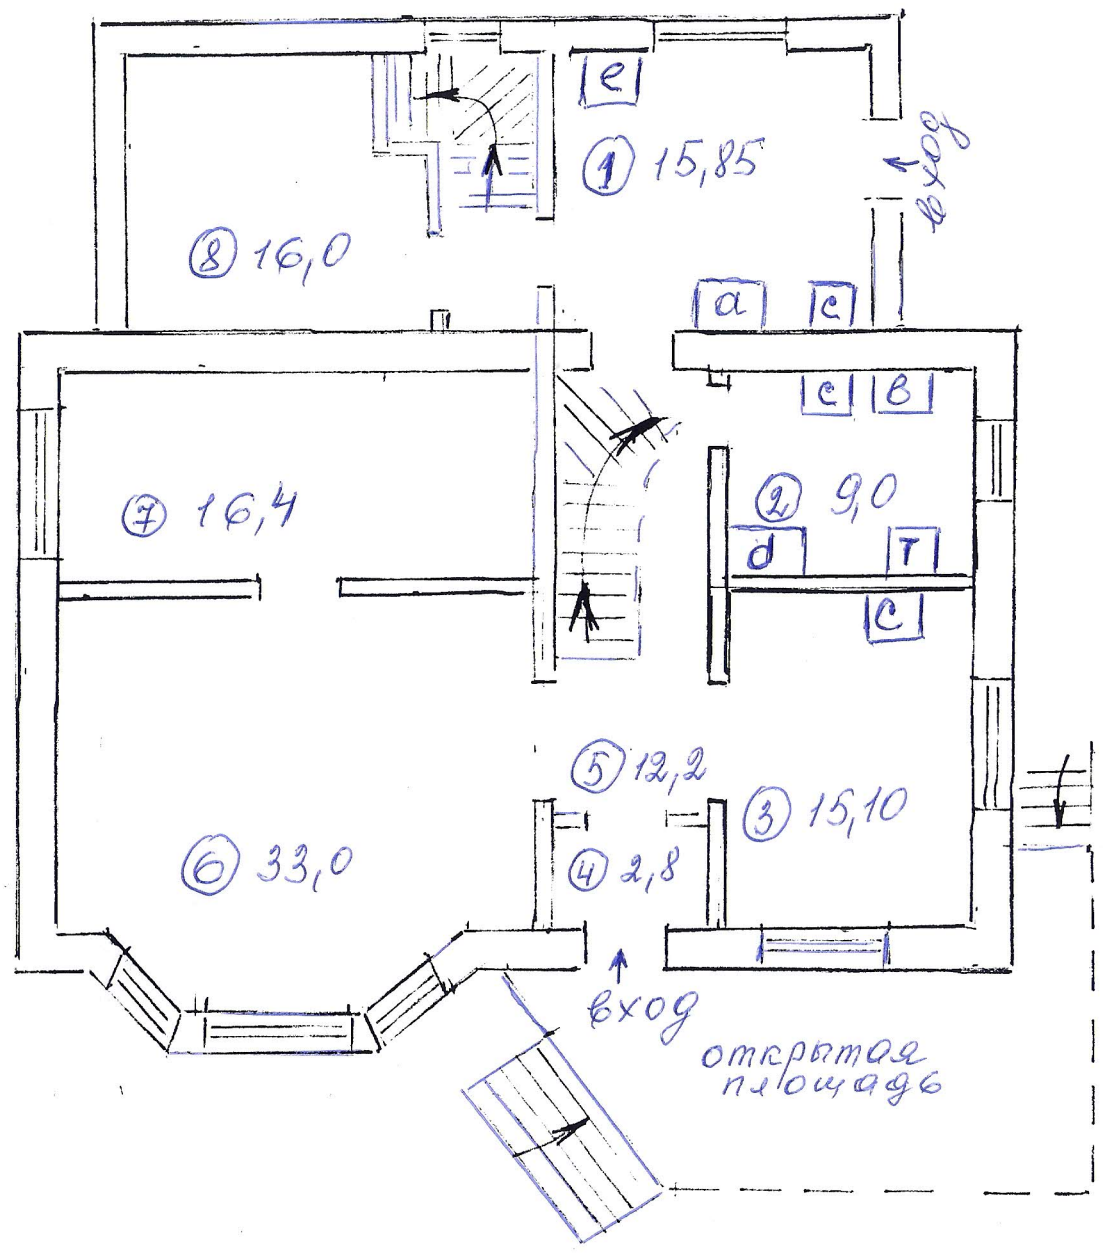 e
① 15,85
вход
⑧ 16,0
a
c
c
в
② 9,0
⑦ 16,4
d
т
c
⑤ 12,2
③ 15,10
⑥ 33,0
④ 2,8
вход
открытая
площадь